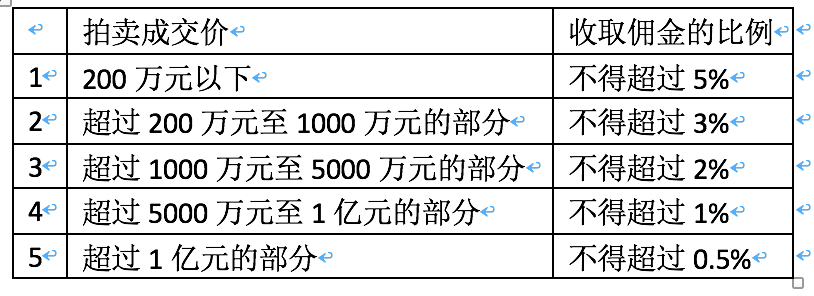 拍卖成交价 收取佣金的比例
1 200 万元以下 不得超过 5%
2 超过 200 万元至 1000 万元的部分 不得超过 3%
3 超过 1000 万元至 5000 万元的部分 不得超过 2%
4 超过 5000 万元至 1 亿元的部分 不得超过 1%
5 超过 1 亿元的部分 不得超过 0.5%